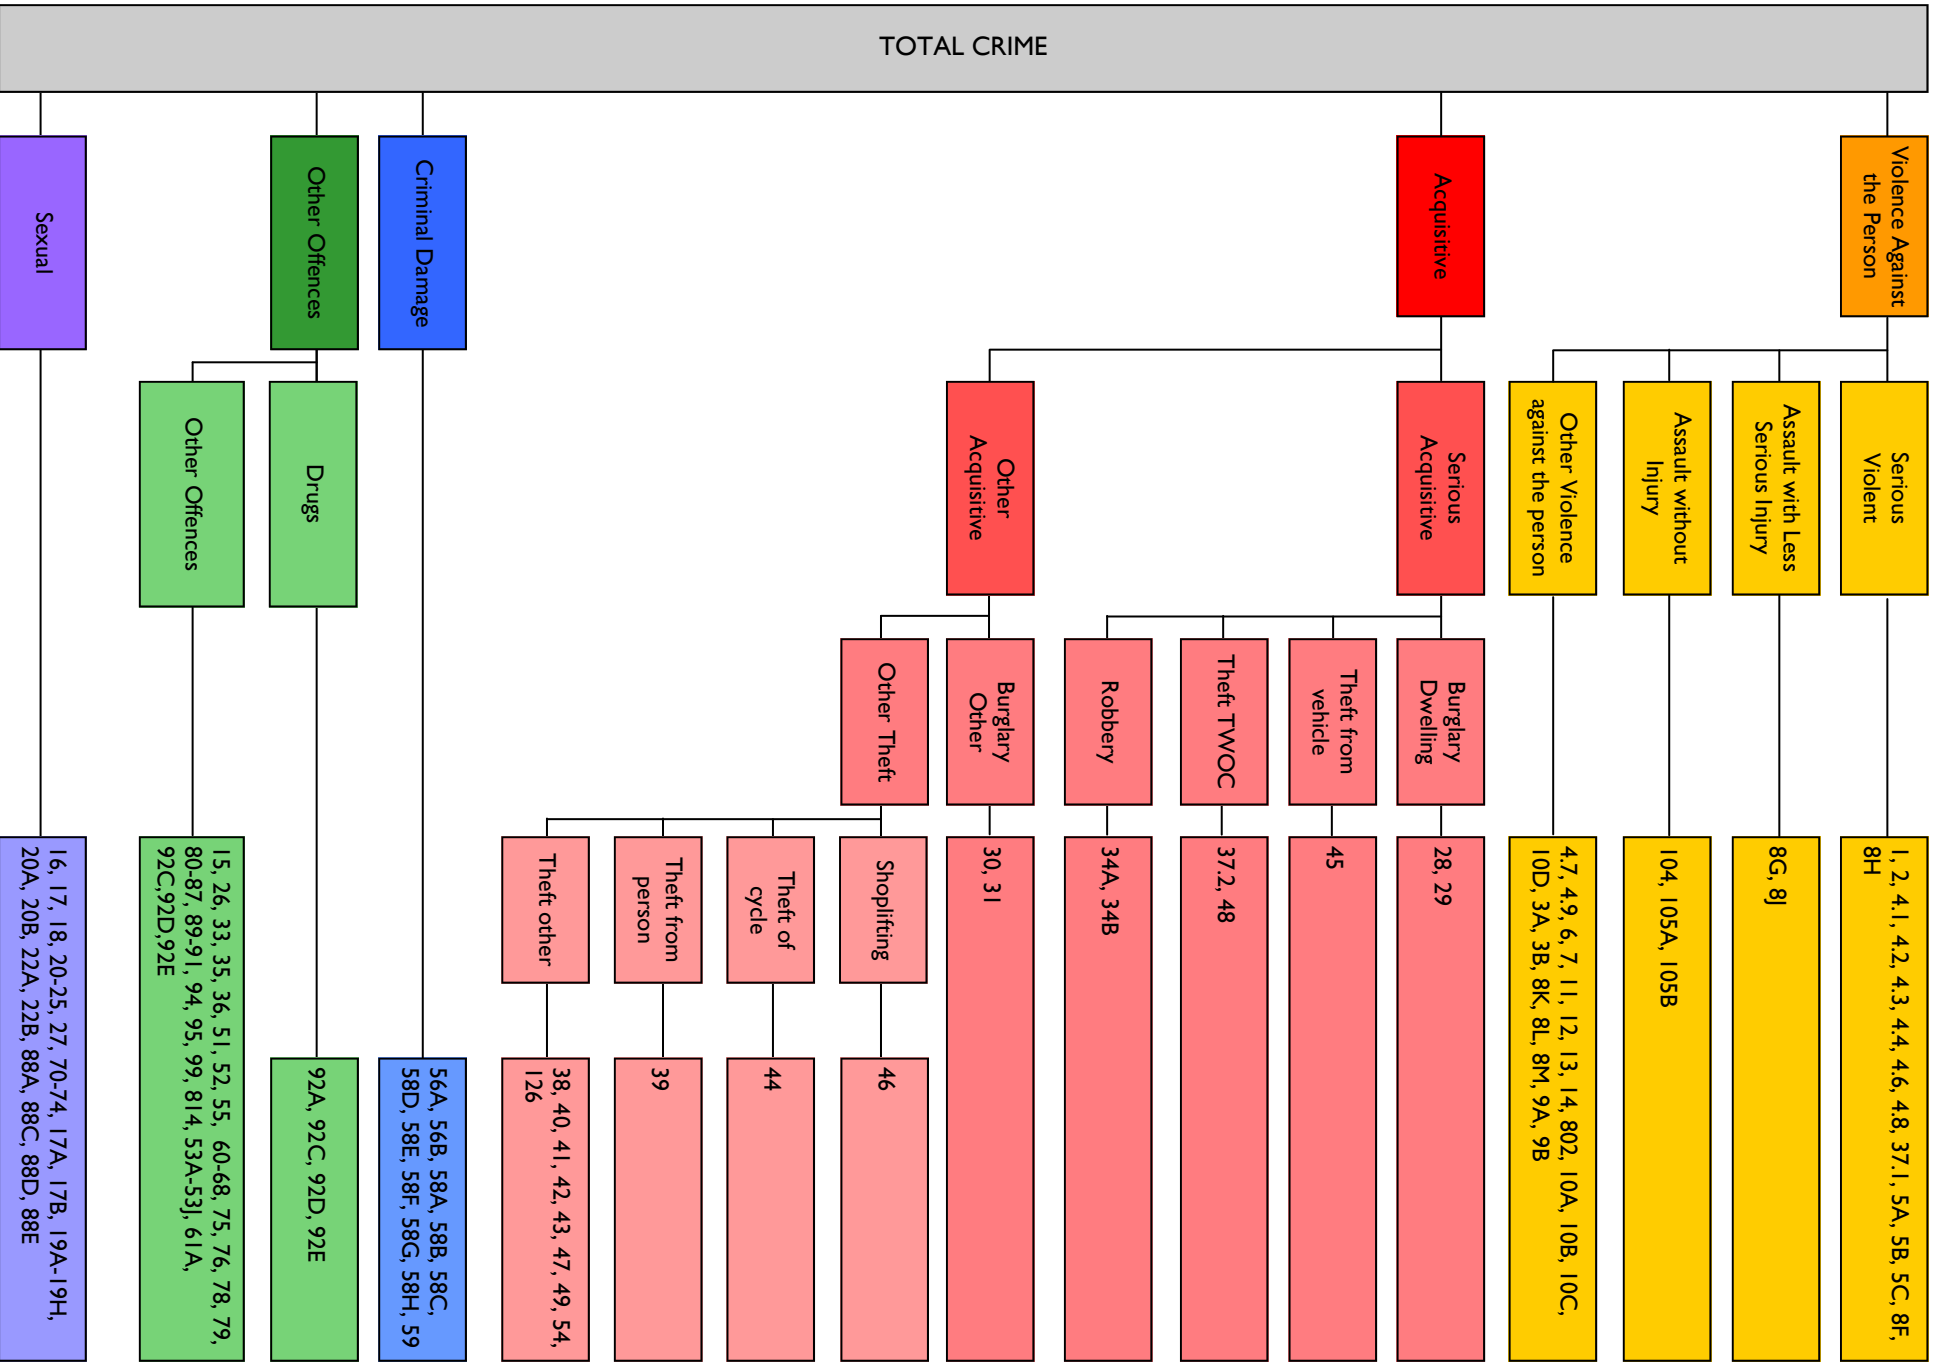 TOTAL CRIME
Violence Against
the Person
Acquisitive
Criminal Damage
Other Offences
Sexual
Serious
Violent
Assault with Less
Serious Injury
Assault without
Injury
Other Violence
against the person
Serious
Acquisitive
Other
Acquisitive
Drugs
Other Offences
Burglary
Dwelling
Theft from
vehicle
Theft TWOC
Robbery
Burglary
Other
Other Theft
Shoplifting
Theft of
cycle
Theft from
person
Theft other
1, 2, 4.1, 4.2, 4.3, 4.4, 4.6, 4.8, 37.1, 5A, 5B, 5C, 8F,
8H
8G, 8J
104, 105A, 105B
4.7, 4.9, 6, 7, 11, 12, 13, 14, 802, 10A, 10B, 10C,
10D, 3A, 3B, 8K, 8L, 8M, 9A, 9B
28, 29
45
37.2, 48
34A, 34B
30, 31
46
44
39
38, 40, 41, 42, 43, 47, 49, 54,
126
56A, 56B, 58A, 58B, 58C,
58D, 58E, 58F, 58G, 58H, 59
92A, 92C, 92D, 92E
15, 26, 33, 35, 36, 51, 52, 55, 60-68, 75, 76, 78, 79,
80-87, 89-91, 94, 95, 99, 814, 53A-53J, 61A,
92C,92D,92E
16, 17, 18, 20-25, 27, 70-74, 17A, 17B, 19A-19H,
20A, 20B, 22A, 22B, 88A, 88C, 88D, 88E